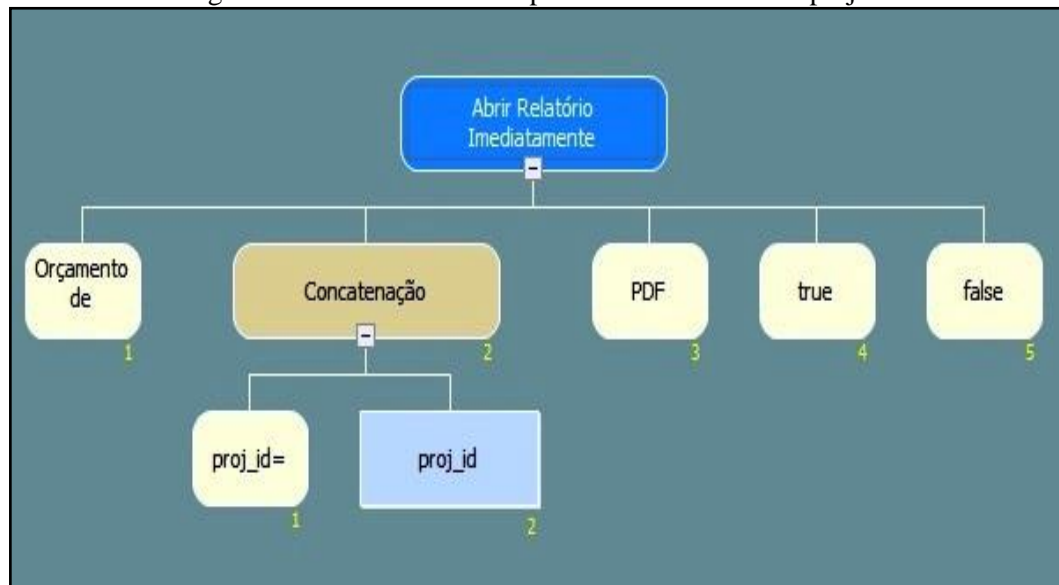 Abrir Relatório
Imediatamente
Orçamento
de
1
Concatenação
2
PDF
3
true
4
false
5
proj_id=
1
proj_id
2